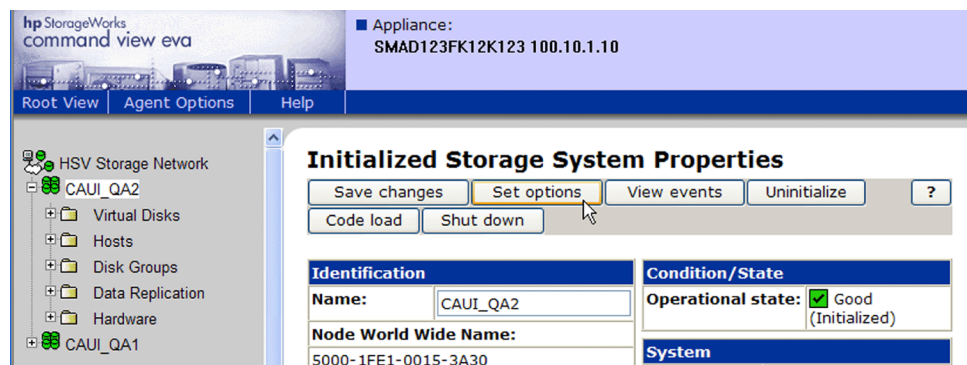 hp StorageWorks
command view eva
Appliance:
SMAD123FK12K123 100.10.1.10
Root View Agent Options Help
HSV Storage Network
CAUI_QA2
Virtual Disks
Hosts
Disk Groups
Data Replication
Hardware
CAUI_QA1
Initialized Storage System Properties
Save changes Set options View events Uninitialize ?
Code load Shut down
Identification
Name: CAUI_QA2
Node World Wide Name:
5000-1FE1-0015-3A30
Condition/State
Operational state: Good
(Initialized)
System